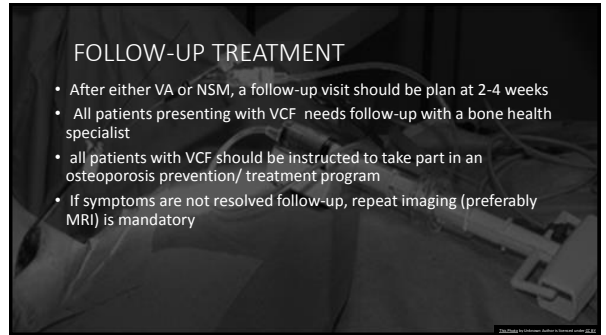 FOLLOW-UP TREATMENT
• After either VA or NSM, a follow-up visit should be plan at 2-4 weeks
• All patients presenting with VCF needs follow-up with a bone health
specialist
• all patients with VCF should be instructed to take part in an
osteoporosis prevention/ treatment program
• If symptoms are not resolved follow-up, repeat imaging (preferably
MRI) is mandatory
This Photo by Unknown Author is licensed under CC BY